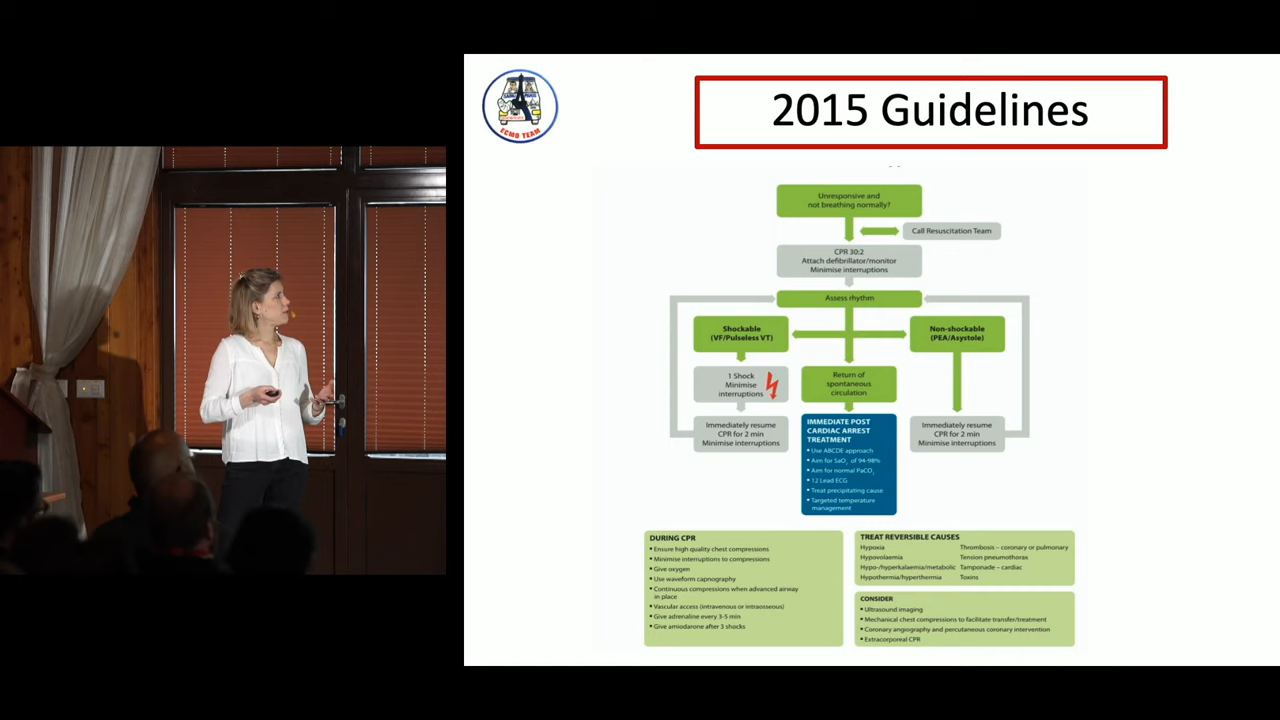 2015 Guidelines
ECMO TEAM
Unresponsive and
not breathing normally?
Call Resuscitation Team
CPR 30:2
Attach defibrillator/monitor
Minimise interruptions
Assess rhythm
Shockable
(VF/Pulseless VT)
Non-shockable
(PEA/Asystole)
1 Shock
Minimise
interruptions
Return of
spontaneous
circulation
Immediately resume
CPR for 2 min
Minimise interruptions
IMMEDIATE POST
CARDIAC ARREST
TREATMENT
▪ Use ABCDE approach
▪ Aim for SaO₂ of 94-98%
▪ Aim for normal PaCO₂
▪ 12 Lead ECG
▪ Treat precipitating cause
▪ Targeted temperature
management
Immediately resume
CPR for 2 min
Minimise interruptions
DURING CPR
▪ Ensure high quality chest compressions
▪ Minimise interruptions to compressions
▪ Give oxygen
▪ Use waveform capnography
▪ Continuous compressions when advanced airway
in place
▪ Vascular access (intravenous or intraosseous)
▪ Give adrenaline every 3-5 min
▪ Give amiodarone after 3 shocks
TREAT REVERSIBLE CAUSES
Hypoxia Thrombosis – coronary or pulmonary
Hypovolaemia Tension pneumothorax
Hypo-/hyperkalaemia/metabolic Tamponade – cardiac
Hypothermia/hyperthermia Toxins
CONSIDER
▪ Ultrasound imaging
▪ Mechanical chest compressions to facilitate transfer/treatment
▪ Coronary angiography and percutaneous coronary intervention
▪ Extracorporeal CPR